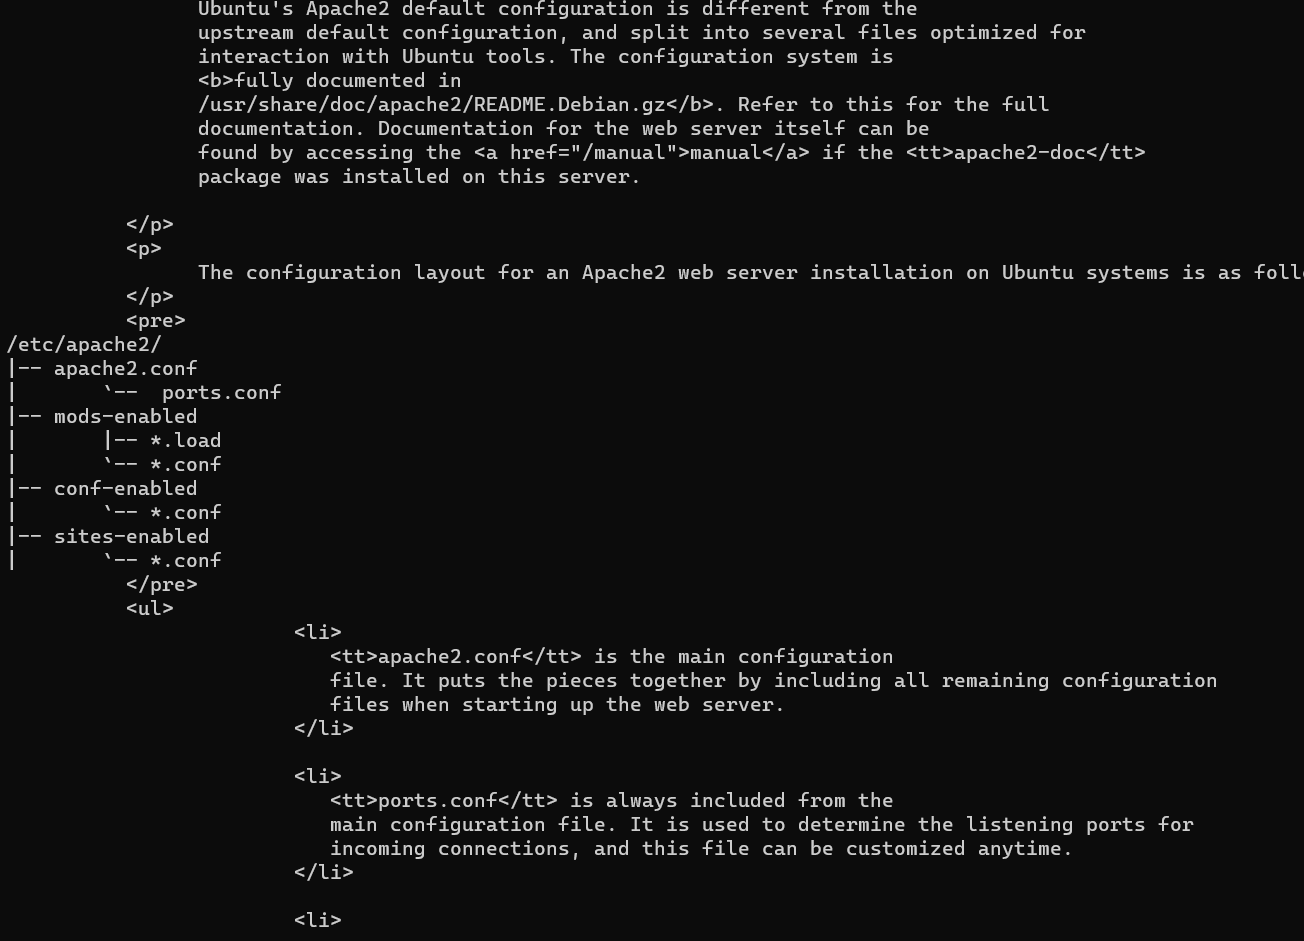 Ubuntu's Apache2 default configuration is different from the
upstream default configuration, and split into several files optimized for
interaction with Ubuntu tools. The configuration system is
<b>fully documented in
/usr/share/doc/apache2/README.Debian.gz</b>. Refer to this for the full
documentation. Documentation for the web server itself can be
found by accessing the <a href="/manual">manual</a> if the <tt>apache2-doc</tt>
package was installed on this server.
</p>
<p>
The configuration layout for an Apache2 web server installation on Ubuntu systems is as
</p>
<pre>
/etc/apache2/
|-- apache2.conf
|       `--  ports.conf
|-- mods-enabled
|       |-- *.load
|       `-- *.conf
|-- conf-enabled
|       `-- *.conf
|-- sites-enabled
|       `-- *.conf
</pre>
<ul>
<li>
<tt>apache2.conf</tt> is the main configuration
file. It puts the pieces together by including all remaining configuration
files when starting up the web server.
</li>
<li>
<tt>ports.conf</tt> is always included from the
main configuration file. It is used to determine the listening ports for
incoming connections, and this file can be customized anytime.
</li>
<li>